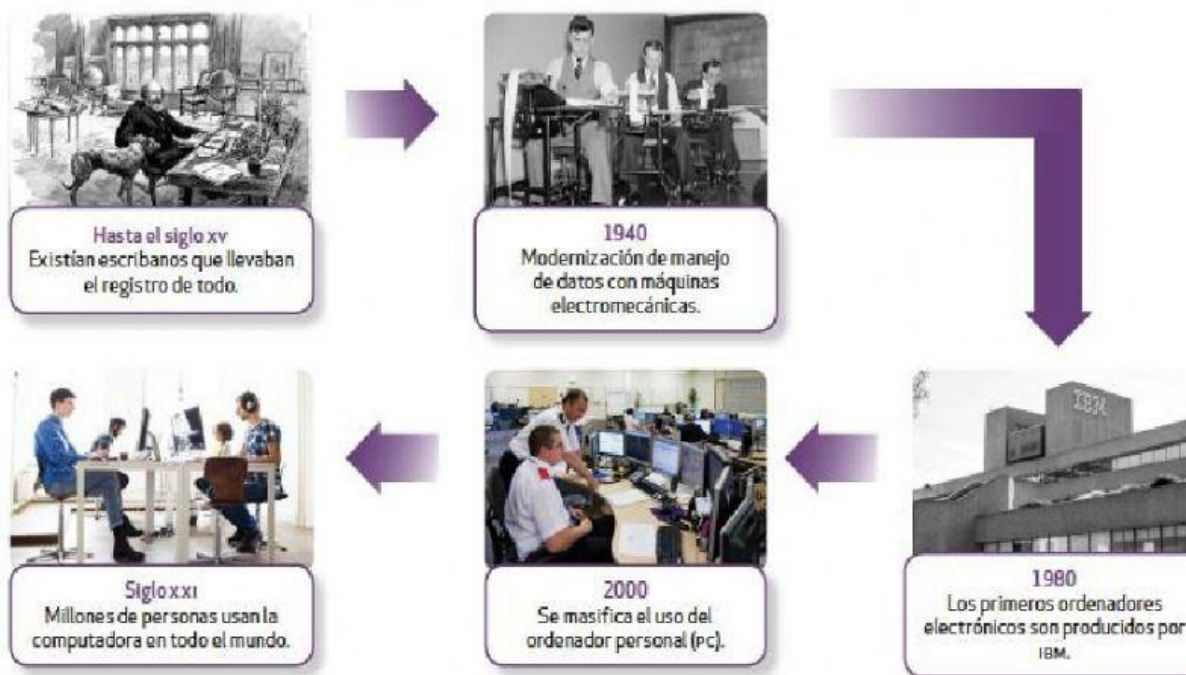 Hasta el siglo XV
Existían escribanos que llevaban
el registro de todo.
1940
Modernización de manejo
de datos con máquinas
electromecánicas.
IBM
1980
Los primeros ordenadores
electrónicos son producidos por
IBM.
2000
Se masifica el uso del
ordenador personal (PC).
Siglo XXI
Millones de personas usan la
computadora en todo el mundo.